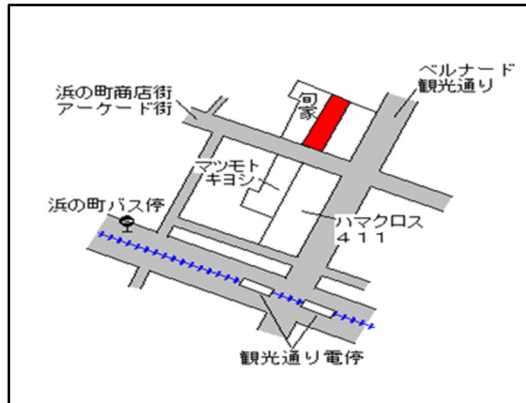 ベルナード
観光通り
旬家
浜の町商店街
アーケード街
マツモト
キヨシ
浜の町バス停
ハマクロス
411
観光通り電停